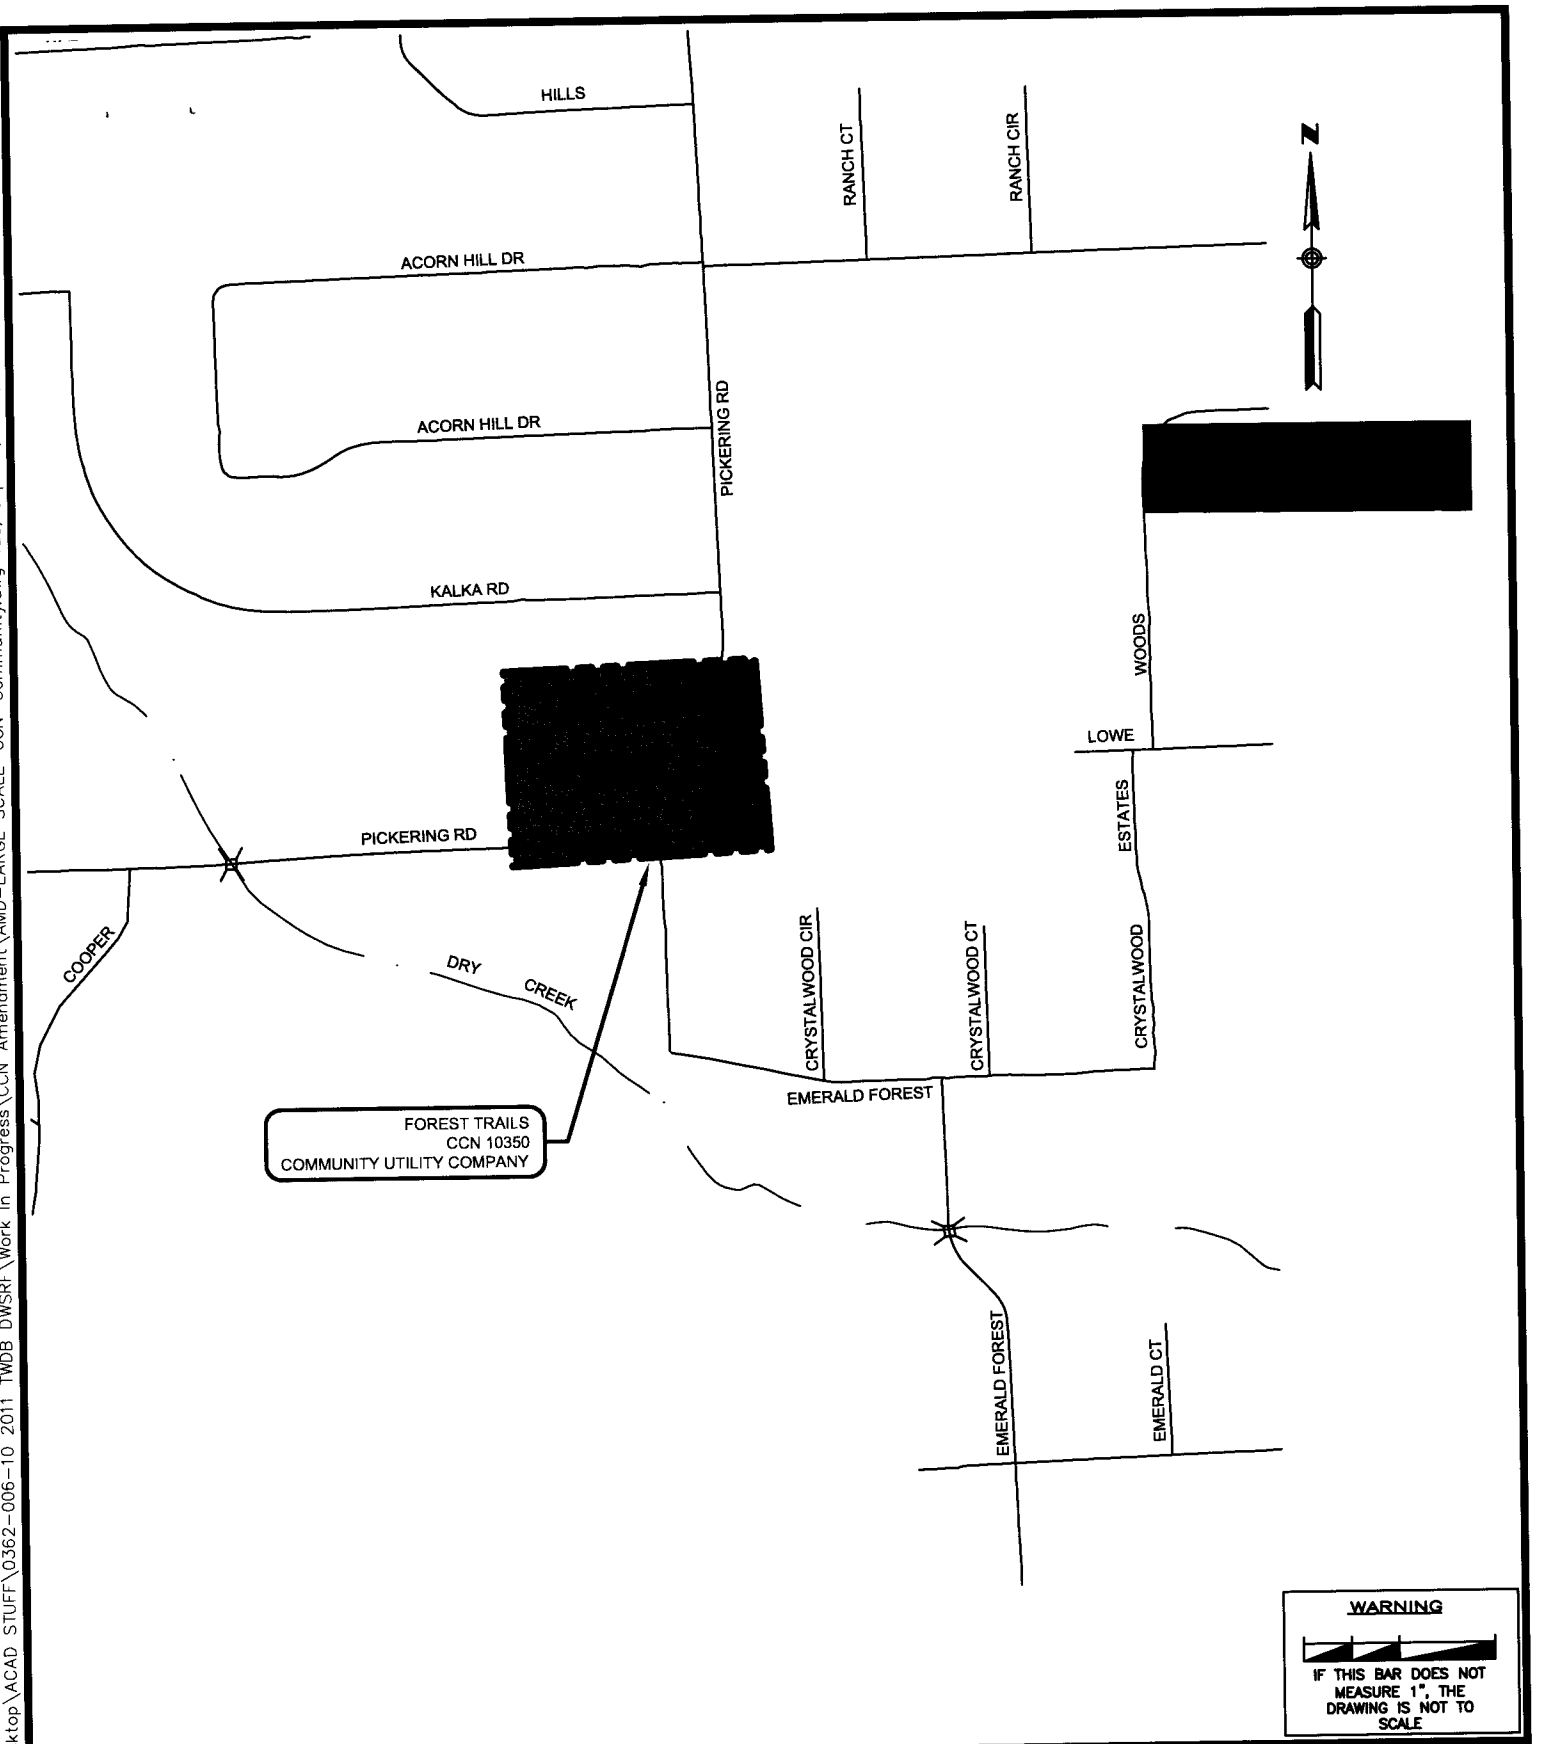 HILLS
RANCH CT
RANCH CIR
N
ACORN HILL DR
ACORN HILL DR
PICKERING RD
KALKA RD
WOODS
LOWE
ESTATES
PICKERING RD
COOPER
DRY
CREEK
CRYSTALWOOD CIR
CRYSTALWOOD CT
CRYSTALWOOD
EMERALD FOREST
FOREST TRAILS
CCN 10350
COMMUNITY UTILITY COMPANY
EMERALD FOREST
EMERALD CT
WARNING
IF THIS BAR DOES NOT
MEASURE 1", THE
DRAWING IS NOT TO
SCALE
ktop\ACAD STUFF\0362-006-10 2011 TWDB DWSRF\Work In Progress\CCN Amendment\AMD-LARGE SCALE